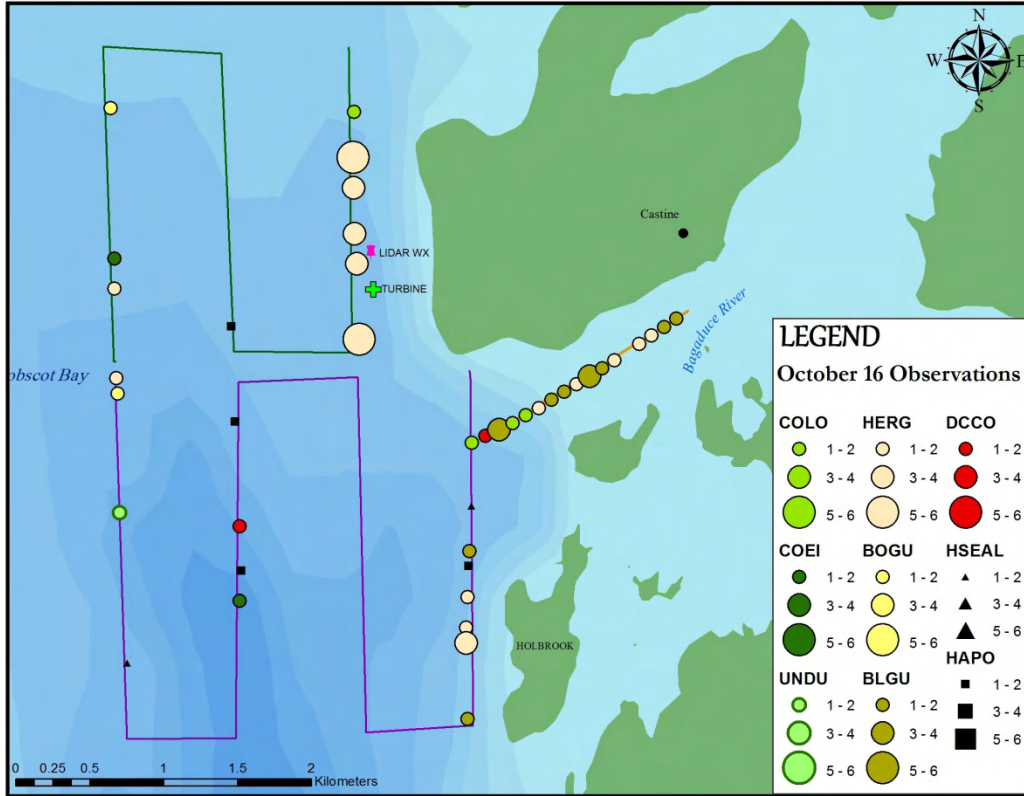 N
W E
S
LIDAR WX
TURBINE
Castine
Bagaduce River
obscot Bay
HOLBROOK
LEGEND
October 16 Observations
COLO HERG DCCO
1 - 2 1 - 2 1 - 2
3 - 4 3 - 4 3 - 4
5 - 6 5 - 6 5 - 6
COEI BOGU HSEAL
1 - 2 1 - 2 1 - 2
3 - 4 3 - 4 3 - 4
5 - 6 5 - 6 5 - 6
HAPO
UNDU BLGU 1 - 2
1 - 2 1 - 2 3 - 4
3 - 4 3 - 4 5 - 6
5 - 6 5 - 6
0 0.25 0.5 1 1.5 2
Kilometers